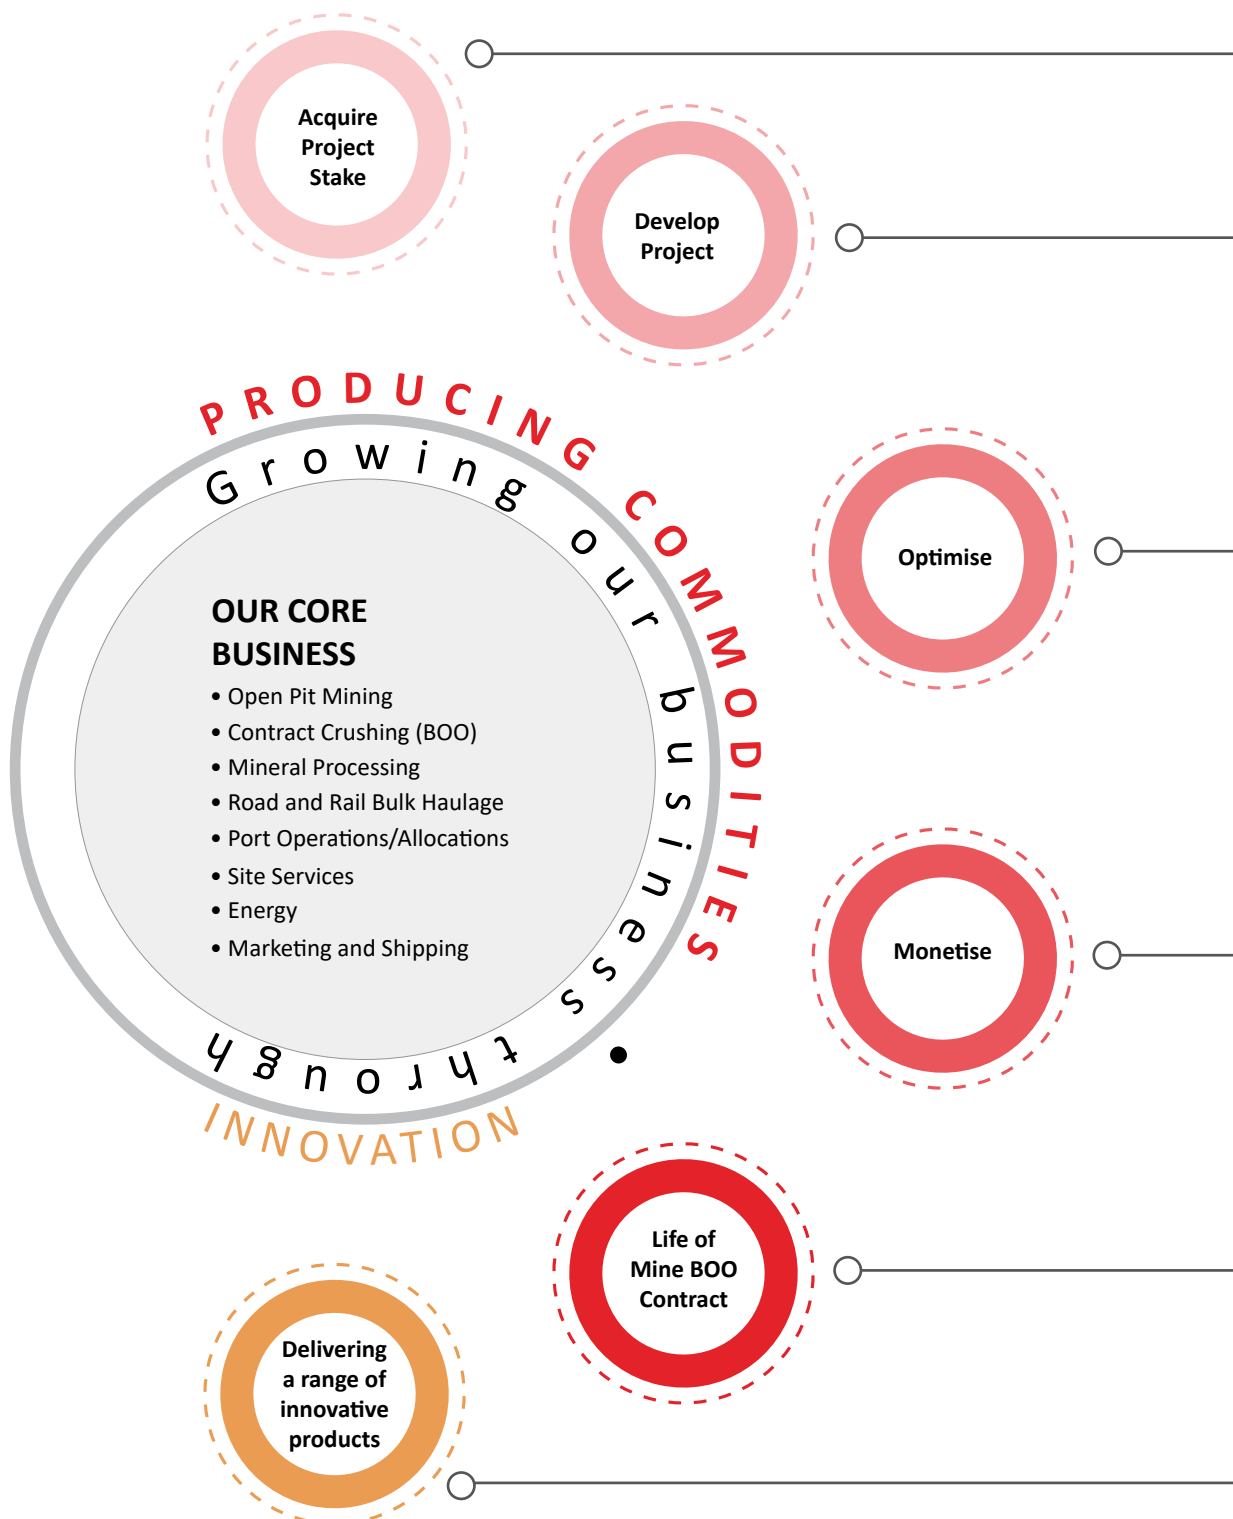 Acquire
Project
Stake
Develop
Project
PRODUCING COMMODITIES
Growing our business through
INNOVATION
Optimise
OUR CORE
BUSINESS
• Open Pit Mining
• Contract Crushing (BOO)
• Mineral Processing
• Road and Rail Bulk Haulage
• Port Operations/Allocations
• Site Services
• Energy
• Marketing and Shipping
Monetise
Life of
Mine BOO
Contract
Delivering
a range of
innovative
products